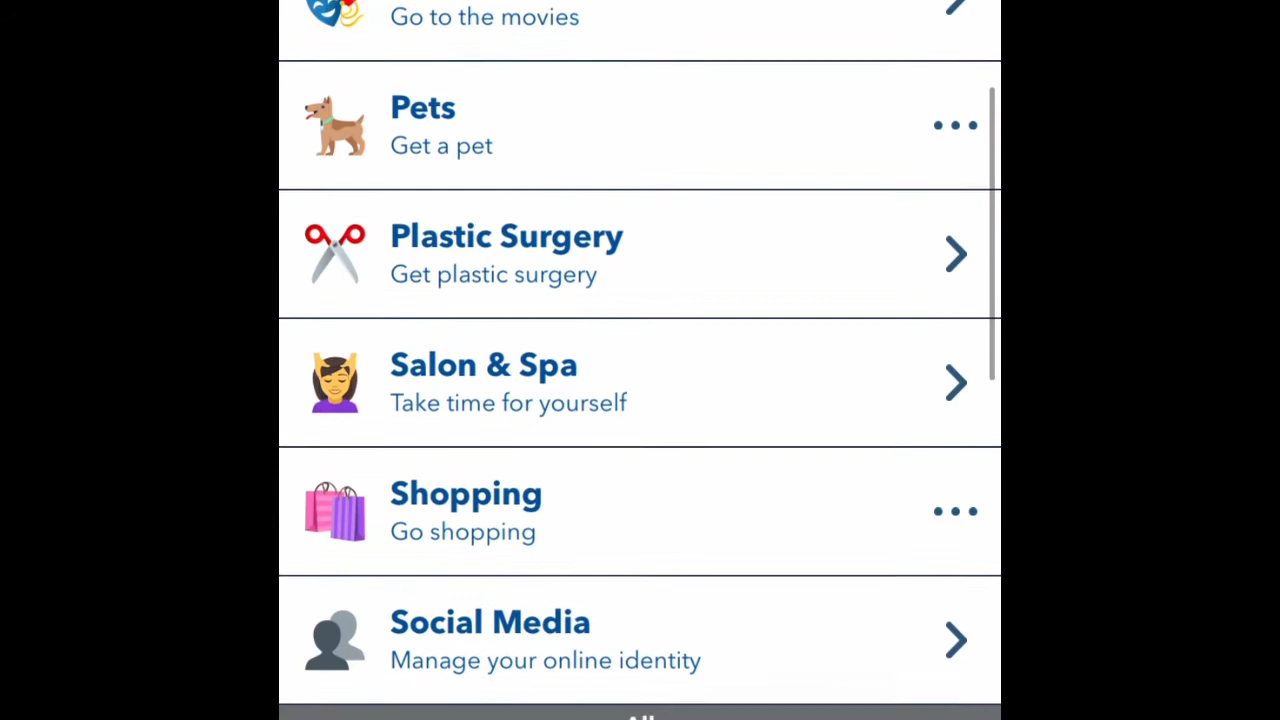 Go to the movies
Pets
Get a pet
Plastic Surgery
Get plastic surgery
Salon & Spa
Take time for yourself
Shopping
Go shopping
Social Media
Manage your online identity